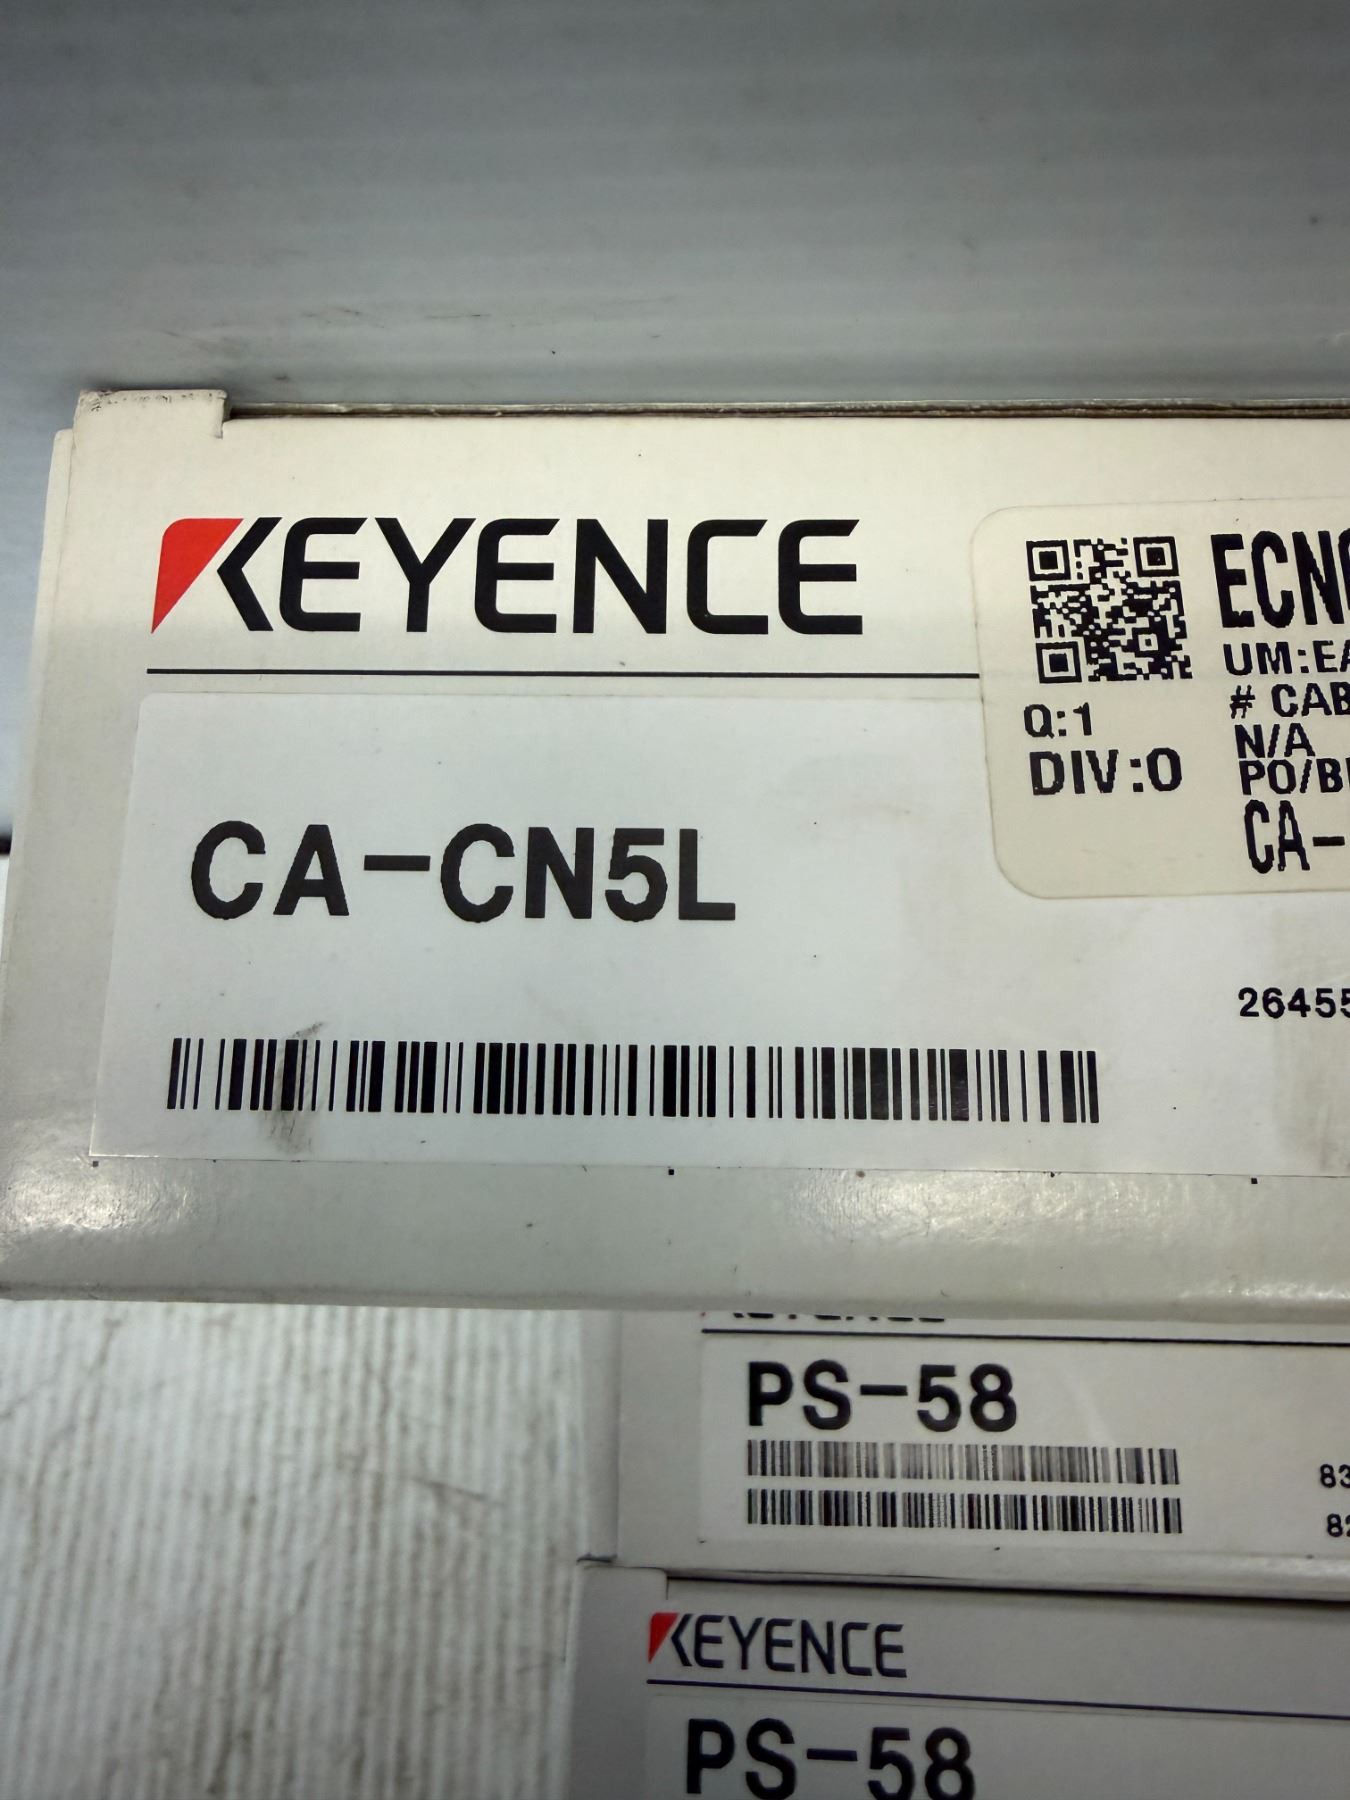 KEYENCE
ECN
Q:1
DIV:0
UM:EA
# CAB
N/A
PO/B
CA-
CA-CN5L
26455
PS-58
83
82
KEYENCE
PS-58